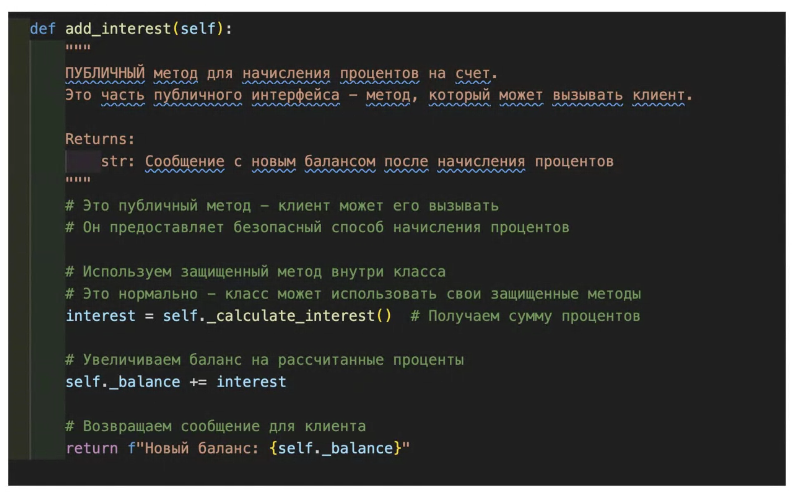 def add_interest(self):
"""
ПУБЛИЧНЫЙ метод для начисления процентов на счет.
Это часть публичного интерфейса – метод, который может вызывать клиент.
Returns:
str: Сообщение с новым балансом после начисления процентов
"""
# Это публичный метод – клиент может его вызывать
# Он предоставляет безопасный способ начисления процентов
# Используем защищенный метод внутри класса
# Это нормально – класс может использовать свои защищенные методы
interest = self._calculate_interest()  # Получаем сумму процентов
# Увеличиваем баланс на рассчитанные проценты
self._balance += interest
# Возвращаем сообщение для клиента
return f"Новый баланс: {self._balance}"